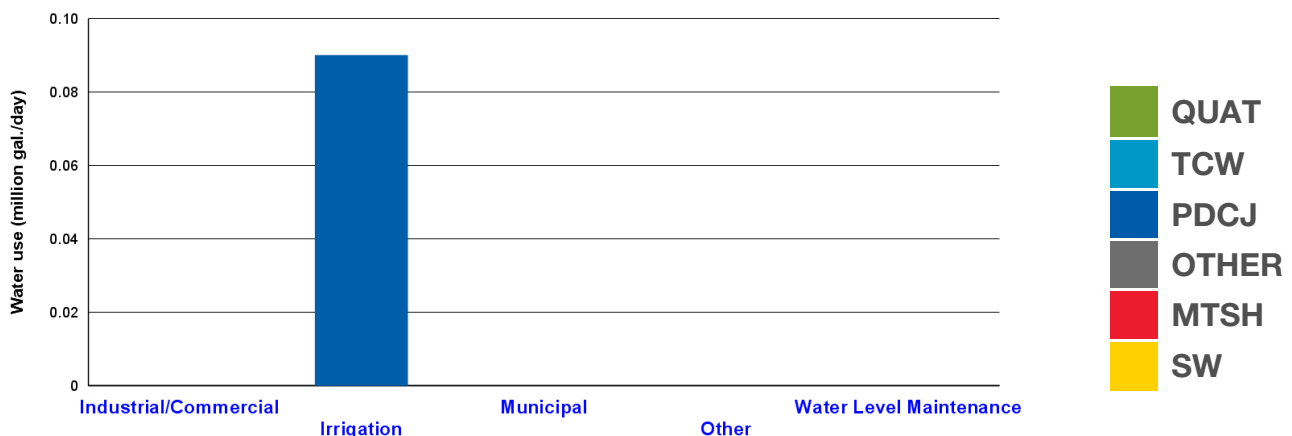 Water use (million gal./day)
0.10
0.08
0.06
0.04
0.02
0
Industrial/Commercial
Irrigation
Municipal
Other
Water Level Maintenance
QUAT
TCW
PDCJ
OTHER
MTSH
SW